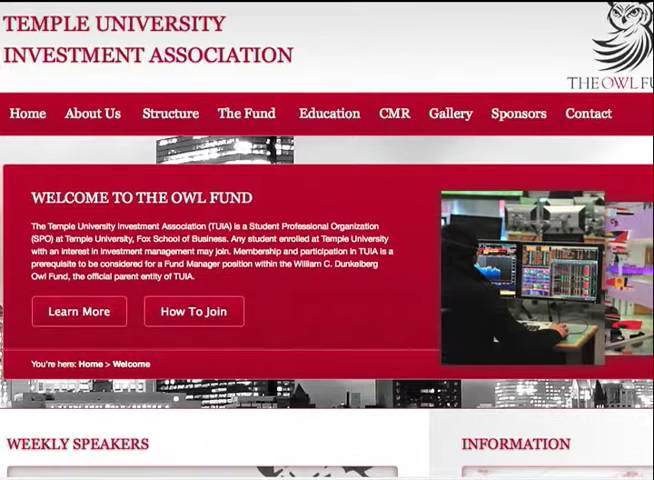 TEMPLE UNIVERSITY
INVESTMENT ASSOCIATION
THE OWL FU
Home About Us Structure The Fund Education CMR Gallery Sponsors Contact
WELCOME TO THE OWL FUND
The Temple University Investment Association (TUIA) is a Student Professional Organization
(SPO) at Temple University, Fox School of Business. Any student enrolled at Temple University
with an interest in investment management may join. Membership and participation in TUIA is a
prerequisite to be considered for a Fund Manager position within the William C. Dunkelberg
Owl Fund, the official parent entity of TUIA.
Learn More How To Join
You're here: Home > Welcome
WEEKLY SPEAKERS
INFORMATION